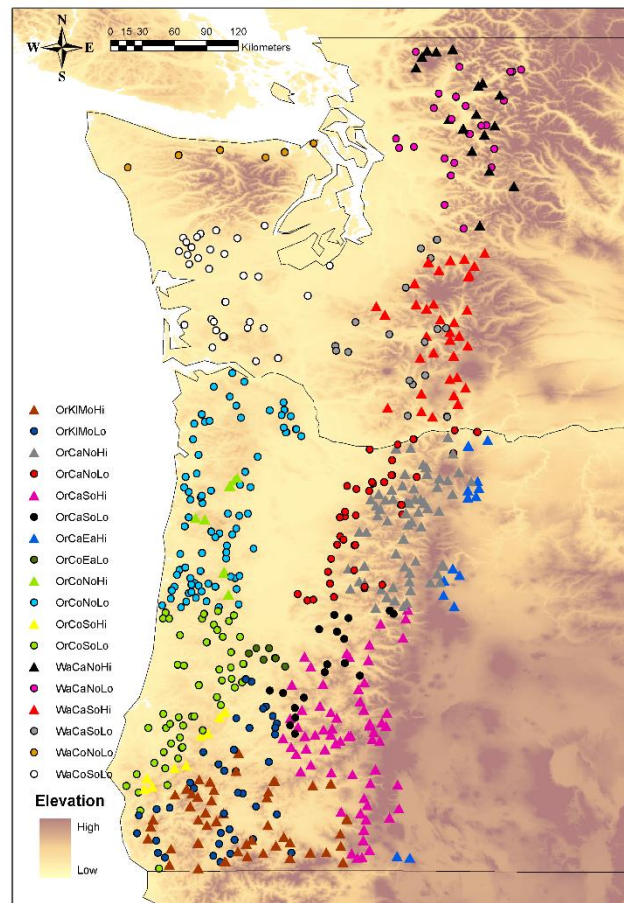 N
W E
S
0 15 30 60 90 120
Kilometers
OrKlMoHi
OrKlMoLo
OrCaNoHi
OrCaNoLo
OrCaSoHi
OrCaSoLo
OrCaEaHi
OrCoEaLo
OrCoNoHi
OrCoNoLo
OrCoSoHi
OrCoSoLo
WaCaNoHi
WaCaNoLo
WaCaSoHi
WaCaSoLo
WaCoNoLo
WaCoSoLo
Elevation
High
Low